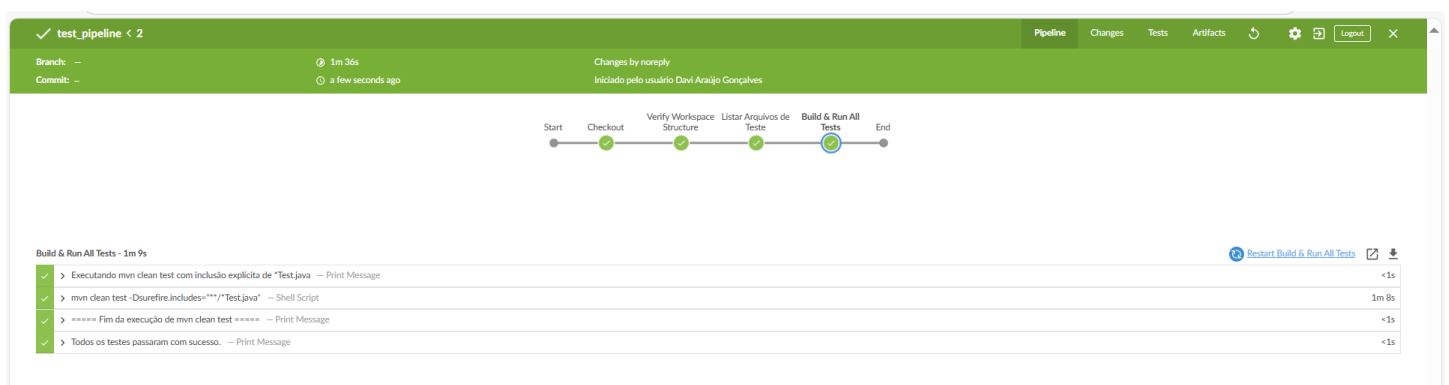 test_pipeline < 2
Pipeline Changes Tests Artifacts Logout
Branch: — 1m 36s Changes by noreply
Commit: — a few seconds ago Iniciado pelo usuário Davi Araújo Gonçalves
Start Checkout Verify Workspace Structure Listar Arquivos de Teste Build & Run All Tests End
Build & Run All Tests - 1m 9s Restart Build & Run All Tests
Executando mvn clean test com inclusão explícita de *Test.java — Print Message <1s
mvn clean test -Dsurefire.includes="**/*Test.java" — Shell Script 1m 8s
===== Fim da execução de mvn clean test ===== — Print Message <1s
Todos os testes passaram com sucesso. — Print Message <1s